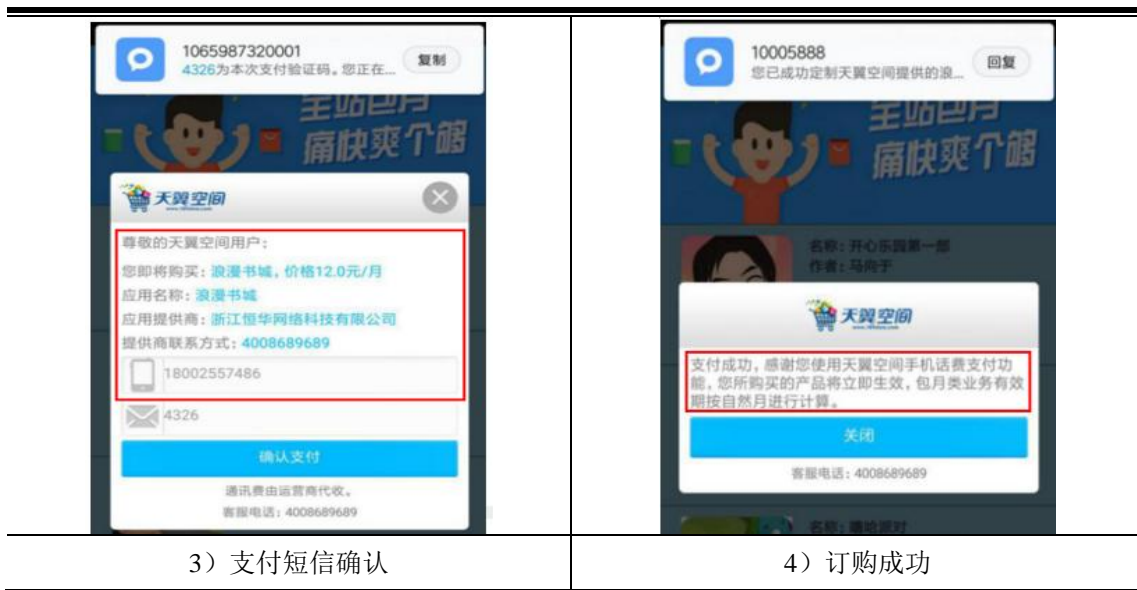 1065987320001
4326为本次支付验证码。您正在...
复制
全站包月
痛快爽个够
天翼空间
尊敬的天翼空间用户：
您即将购买：浪漫书城，价格12.0元/月
应用名称：浪漫书城
应用提供商：浙江恒华网络科技有限公司
提供商联系方式：4008689689
18002557486
4326
确认支付
通讯费由运营商代收。
客服电话：4008689689
3）支付短信确认
10005888
您已成功定制天翼空间提供的浪...
回复
全站包月
痛快爽个够
名称：开心乐园第一部
作者：马向于
天翼空间
支付成功，感谢您使用天翼空间手机话费支付功
能，您所购买的产品将立即生效，包月类业务有效
期按自然月进行计算。
关闭
客服电话：4008689689
名称：嘻哈派对
4）订购成功